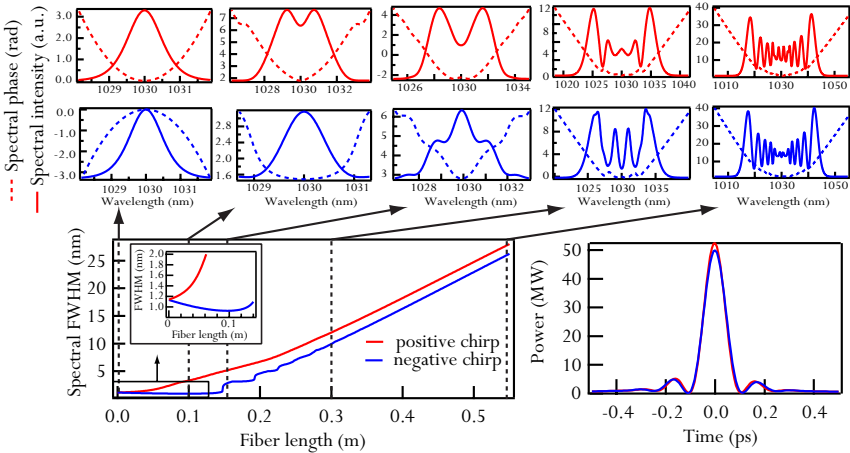 Spectral phase (rad)
Spectral intensity (a.u.)
3.0
2.0
1.0
0.0
1029 1030 1031
7
6
5
4
3
2
1028 1030 1032
4
2
0
-2
1026 1030 1034
12
8
4
0
1020 1025 1030 1035 1040
40
30
20
10
1010 1030 1050
0.0
-1.0
-2.0
-3.0
1029 1030 1031
Wavelength (nm)
2.8
2.4
2.0
1.6
1029 1030 1031
Wavelength (nm)
6
5
4
3
1028 1030 1032
Wavelength (nm)
12
8
4
0
1025 1030 1035
Wavelength (nm)
40
30
20
10
1010 1030 1050
Wavelength (nm)
Spectral FWHM (nm)
25
20
15
10
5
0.0 0.1 0.2 0.3 0.4 0.5
Fiber length (m)
FWHM (nm)
2.0
1.8
1.6
1.4
1.2
1.0
0 0.1
Fiber length (m)
positive chirp
negative chirp
Power (MW)
50
40
30
20
10
0
-0.4 -0.2 0.0 0.2 0.4
Time (ps)